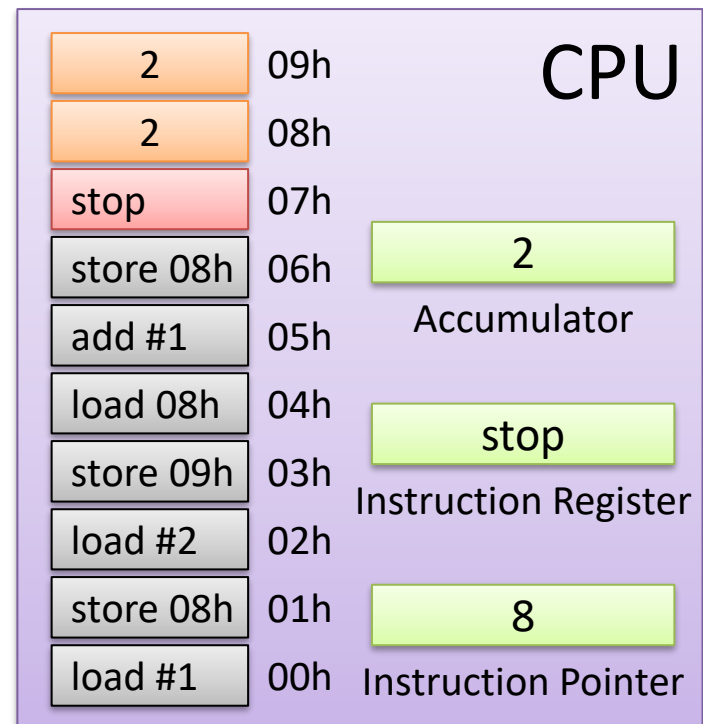 CPU
2 09h
2 08h
stop 07h
store 08h 06h
add #1 05h
load 08h 04h
store 09h 03h
load #2 02h
store 08h 01h
load #1 00h
2
Accumulator
stop
Instruction Register
8
Instruction Pointer